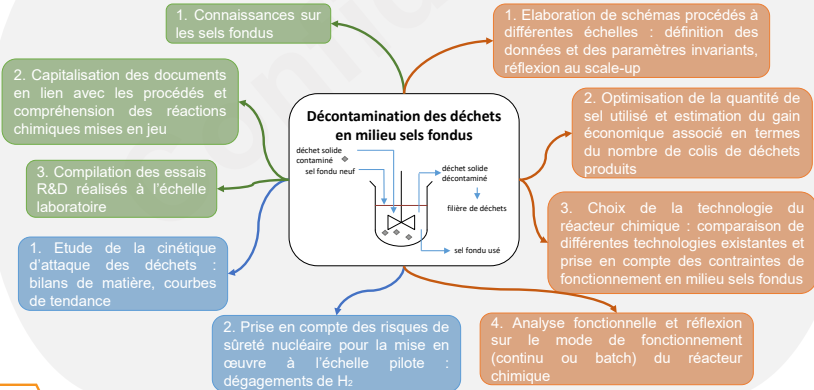 1. Connaissances sur
les sels fondus
2. Capitalisation des documents
en lien avec les procédés et
compréhension des réactions
chimiques mises en jeu
3. Compilation des essais
R&D réalisés à l'échelle
laboratoire
1. Etude de la cinétique
d'attaque des déchets :
bilans de matière, courbes
de tendance
2. Prise en compte des risques de
sûreté nucléaire pour la mise en
œuvre à l'échelle pilote :
dégagements de H₂
Décontamination des déchets
en milieu sels fondus
déchet solide
contaminé
sel fondu neuf
déchet solide
décontaminé
filière de déchets
sel fondu usé
1. Elaboration de schémas procédés à
différentes échelles : définition des
données et des paramètres invariants,
réflexion au scale-up
2. Optimisation de la quantité de
sel utilisé et estimation du gain
économique associé en termes
du nombre de colis de déchets
produits
3. Choix de la technologie du
réacteur chimique : comparaison de
différentes technologies existantes et
prise en compte des contraintes de
fonctionnement en milieu sels fondus
4. Analyse fonctionnelle et réflexion
sur le mode de fonctionnement
(continu ou batch) du réacteur
chimique